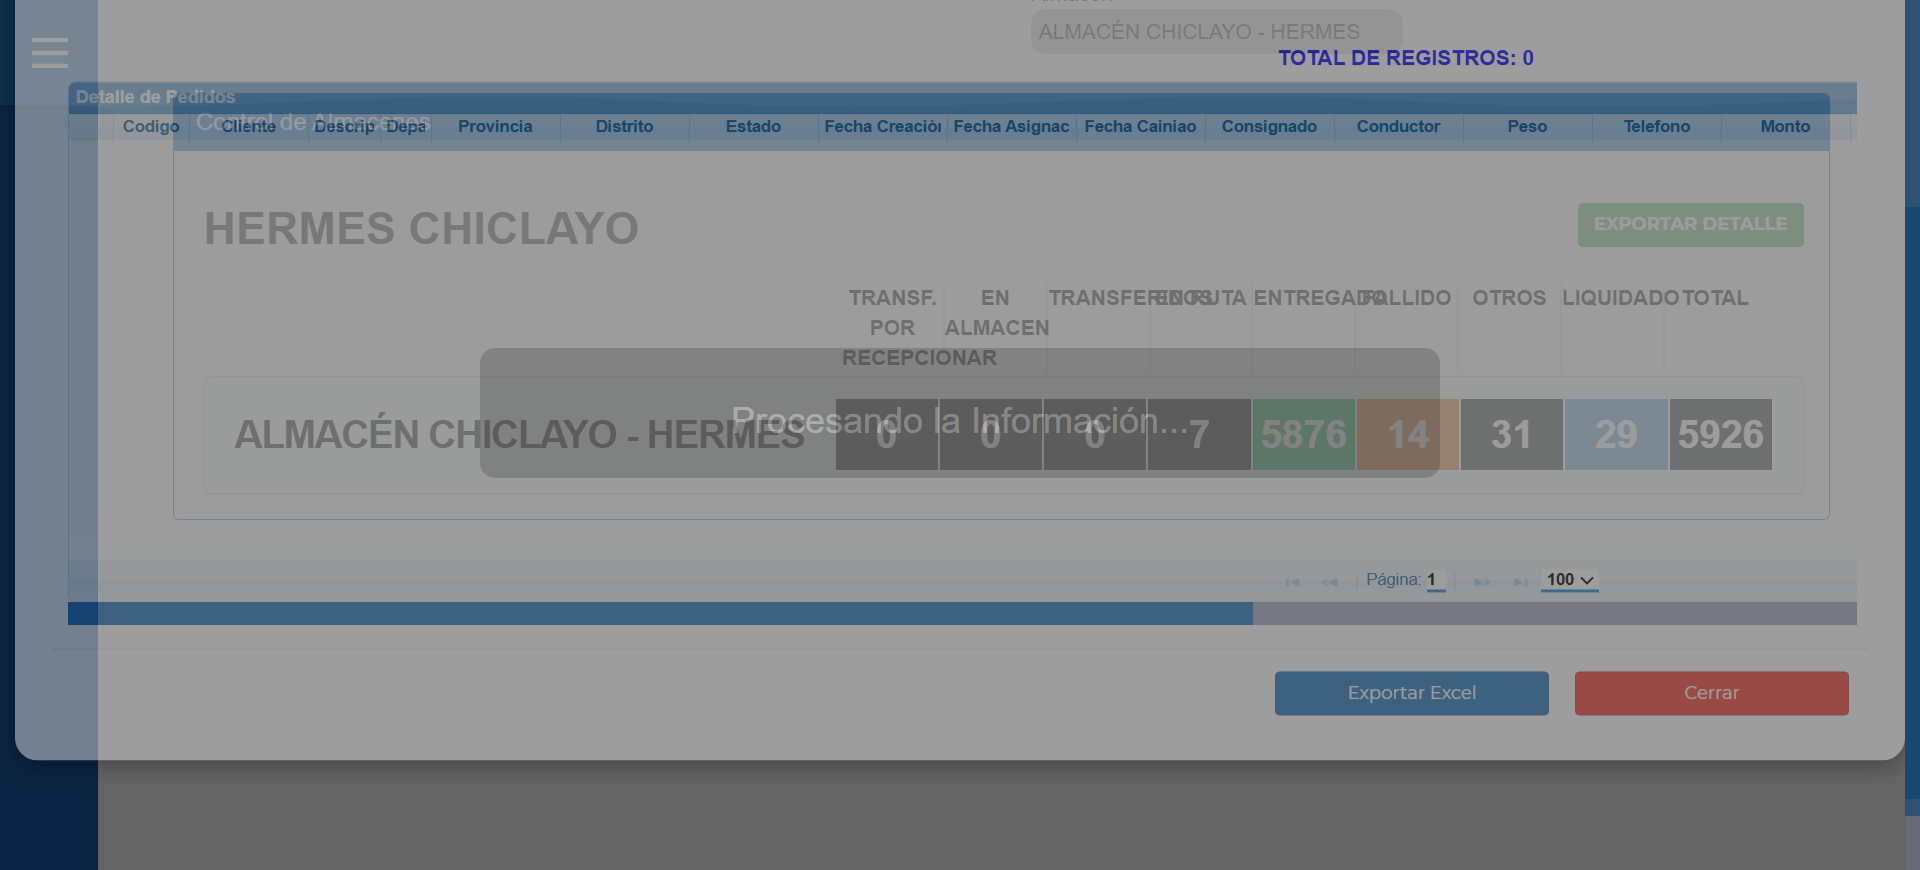 ALMACÉN CHICLAYO - HERMES
TOTAL DE REGISTROS: 0
Detalle de Pedidos
Control de Almacenes
Codigo Cliente Descrip Depa Provincia Distrito Estado Fecha Creación Fecha Asignac Fecha Cainiao Consignado Conductor Peso Telefono Monto
HERMES CHICLAYO
EXPORTAR DETALLE
TRANSF. POR RECEPCIONAR
EN ALMACEN
TRANSFERIDOS
EN RUTA
ENTREGADO
FALLIDO
OTROS
LIQUIDADO
TOTAL
Procesando la Información...
ALMACÉN CHICLAYO - HERMES 0 0 0 7 5876 14 31 29 5926
Página: 1 100
Exportar Excel
Cerrar